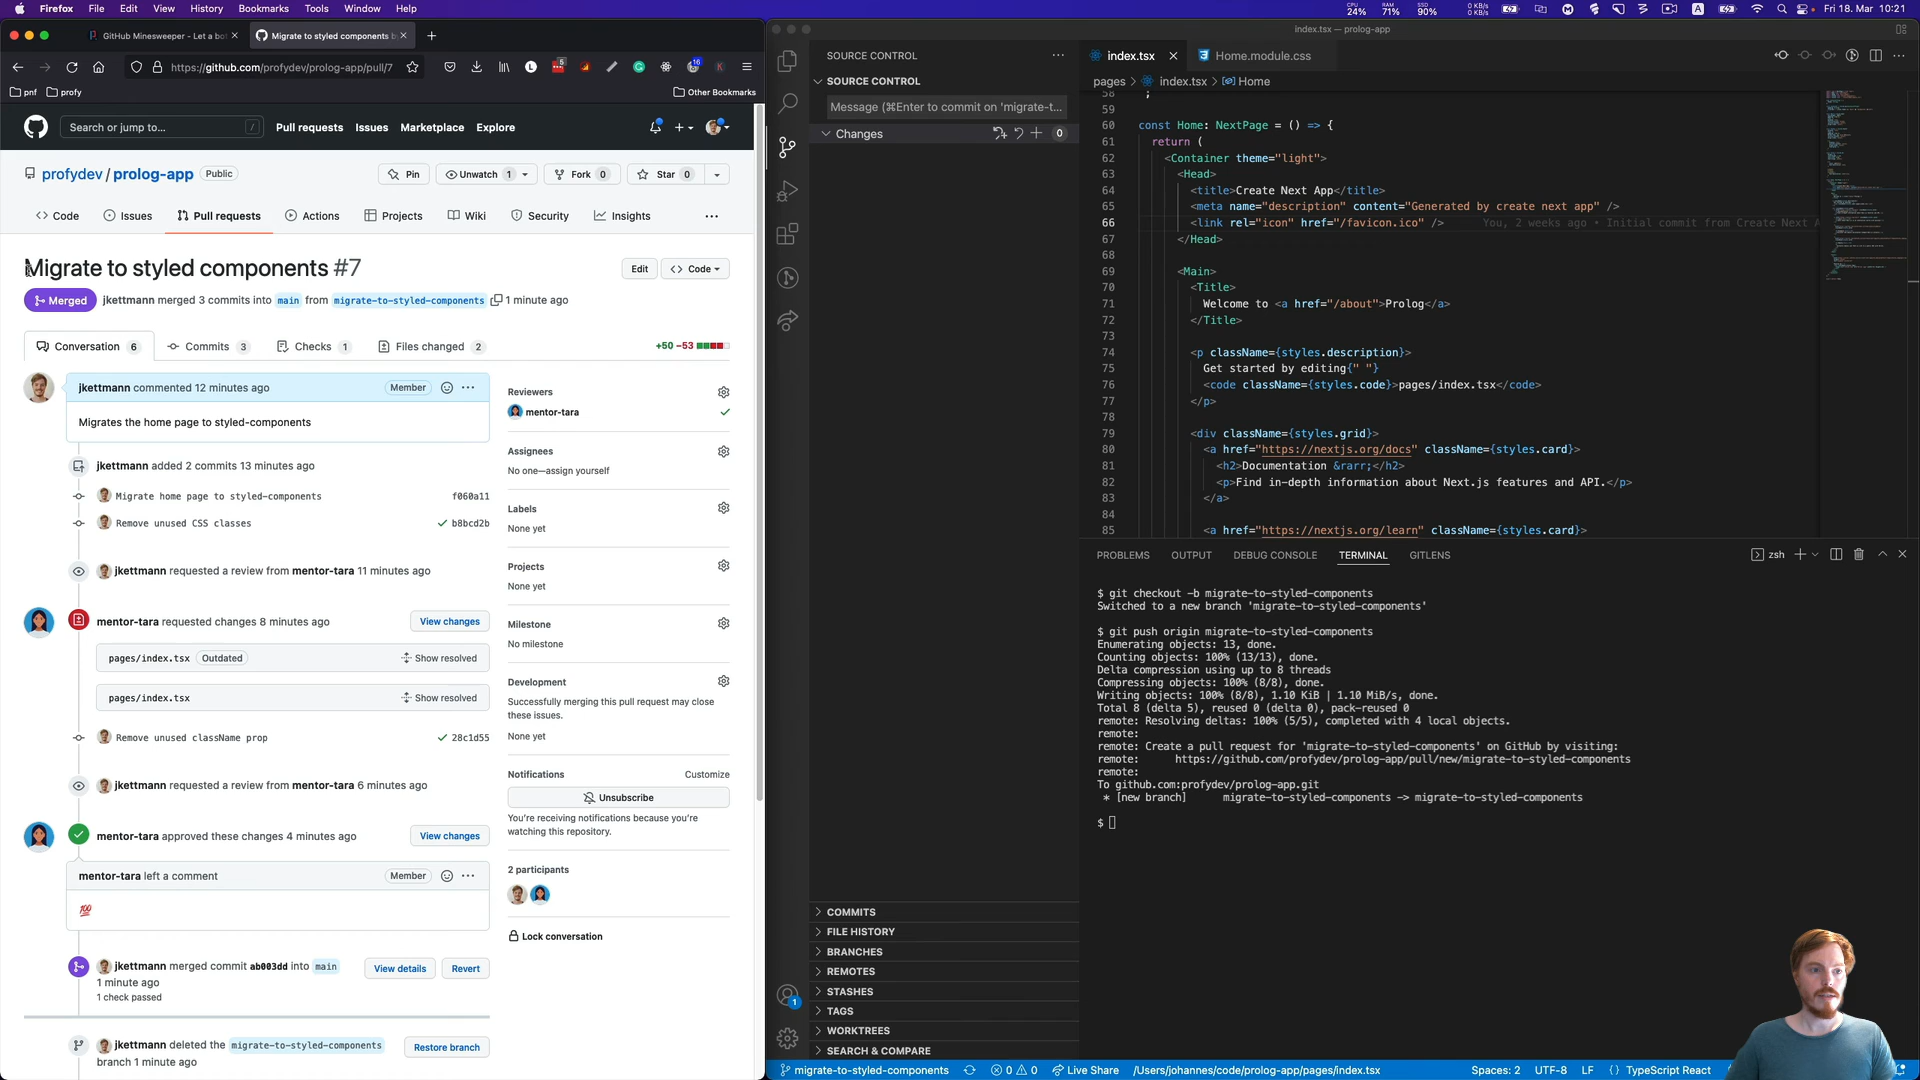 Firefox File Edit View History Bookmarks Tools Window Help
CPU 24% RAM 71% SSD 90% 0 KB/s 0 KB/s Fri 18. Mar 10:21
GitHub Minesweeper - Let a bo
Migrate to styled components b
https://github.com/profydev/prolog-app/pull/7
5
16
pnf
profy
Other Bookmarks
Search or jump to... /
Pull requests Issues Marketplace Explore
profydev / prolog-app Public
Pin
Unwatch 1
Fork 0
Star 0
Code Issues Pull requests Actions Projects Wiki Security Insights
Migrate to styled components #7
Edit
Code
Merged jkettmann merged 3 commits into main from migrate-to-styled-components 1 minute ago
Conversation 6
Commits 3
Checks 1
Files changed 2
+50 −53
jkettmann commented 12 minutes ago Member
Migrates the home page to styled-components
jkettmann added 2 commits 13 minutes ago
Migrate home page to styled-components f060a11
Remove unused CSS classes b8bcd2b
jkettmann requested a review from mentor-tara 11 minutes ago
mentor-tara requested changes 8 minutes ago View changes
pages/index.tsx Outdated Show resolved
pages/index.tsx Show resolved
Remove unused className prop 28c1d55
jkettmann requested a review from mentor-tara 6 minutes ago
mentor-tara approved these changes 4 minutes ago View changes
mentor-tara left a comment Member
💯
jkettmann merged commit ab003dd into main
1 minute ago
1 check passed
View details
Revert
jkettmann deleted the migrate-to-styled-components
branch 1 minute ago
Restore branch
Reviewers
mentor-tara
Assignees
No one—assign yourself
Labels
None yet
Projects
None yet
Milestone
No milestone
Development
Successfully merging this pull request may close
these issues.
None yet
Notifications Customize
Unsubscribe
You're receiving notifications because you're
watching this repository.
2 participants
Lock conversation
index.tsx — prolog-app
SOURCE CONTROL
SOURCE CONTROL
Message (⌘Enter to commit on 'migrate-t...
Changes 0
COMMITS
FILE HISTORY
BRANCHES
REMOTES
STASHES
TAGS
WORKTREES
SEARCH & COMPARE
1
index.tsx
Home.module.css
pages > index.tsx > Home
58 ;
59
60 const Home: NextPage = () => {
61 return (
62 <Container theme="light">
63 <Head>
64 <title>Create Next App</title>
65 <meta name="description" content="Generated by create next app" />
66 <link rel="icon" href="/favicon.ico" /> You, 2 weeks ago • Initial commit from Create Next A
67 </Head>
68
69 <Main>
70 <Title>
71 Welcome to <a href="/about">Prolog</a>
72 </Title>
73
74 <p className={styles.description}>
75 Get started by editing{" "}
76 <code className={styles.code}>pages/index.tsx</code>
77 </p>
78
79 <div className={styles.grid}>
80 <a href="https://nextjs.org/docs" className={styles.card}>
81 <h2>Documentation &rarr;</h2>
82 <p>Find in-depth information about Next.js features and API.</p>
83 </a>
84
85 <a href="https://nextjs.org/learn" className={styles.card}>
PROBLEMS OUTPUT DEBUG CONSOLE TERMINAL GITLENS
zsh
$ git checkout -b migrate-to-styled-components
Switched to a new branch 'migrate-to-styled-components'
$ git push origin migrate-to-styled-components
Enumerating objects: 13, done.
Counting objects: 100% (13/13), done.
Delta compression using up to 8 threads
Compressing objects: 100% (8/8), done.
Writing objects: 100% (8/8), 1.10 KiB | 1.10 MiB/s, done.
Total 8 (delta 5), reused 0 (delta 0), pack-reused 0
remote: Resolving deltas: 100% (5/5), completed with 4 local objects.
remote:
remote: Create a pull request for 'migrate-to-styled-components' on GitHub by visiting:
remote: https://github.com/profydev/prolog-app/pull/new/migrate-to-styled-components
remote:
To github.com:profydev/prolog-app.git
* [new branch] migrate-to-styled-components -> migrate-to-styled-components
$
migrate-to-styled-components 0 0 Live Share /Users/johannes/code/prolog-app/pages/index.tsx Spaces: 2 UTF-8 LF {} TypeScript React